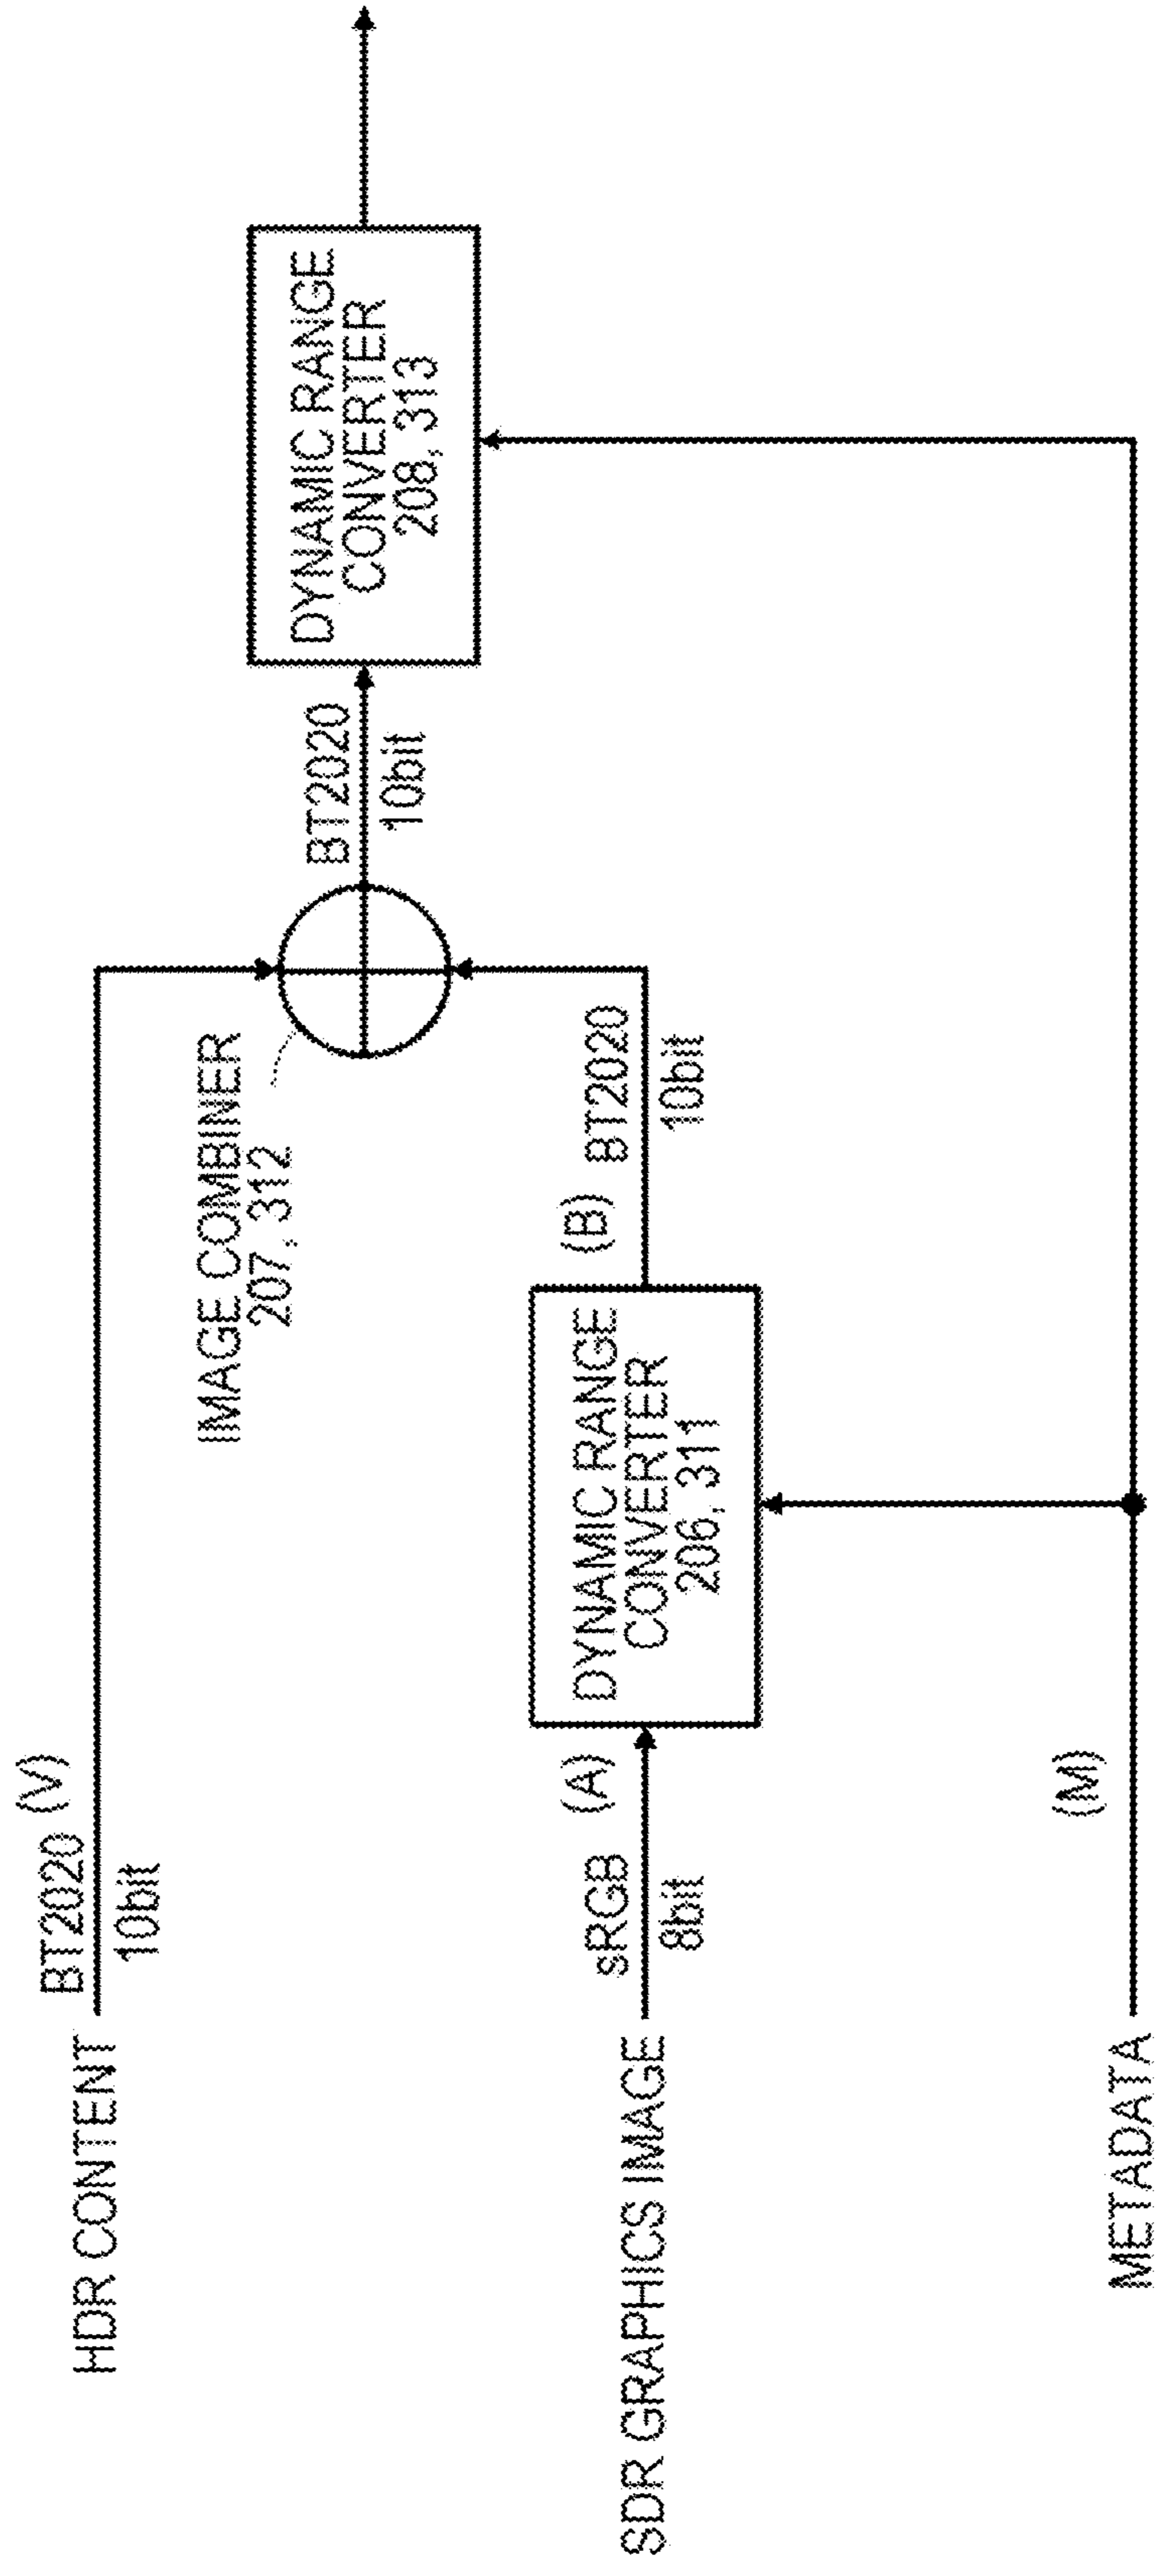 HDR CONTENT
BT2020 (V)
10bit
IMAGE COMBINER
207, 312
BT2020
10bit
DYNAMIC RANGE
CONVERTER
208, 313
SDR GRAPHICS IMAGE
sRGB (A)
8bit
DYNAMIC RANGE
CONVERTER
206, 311
(B) BT2020
10bit
METADATA
(M)